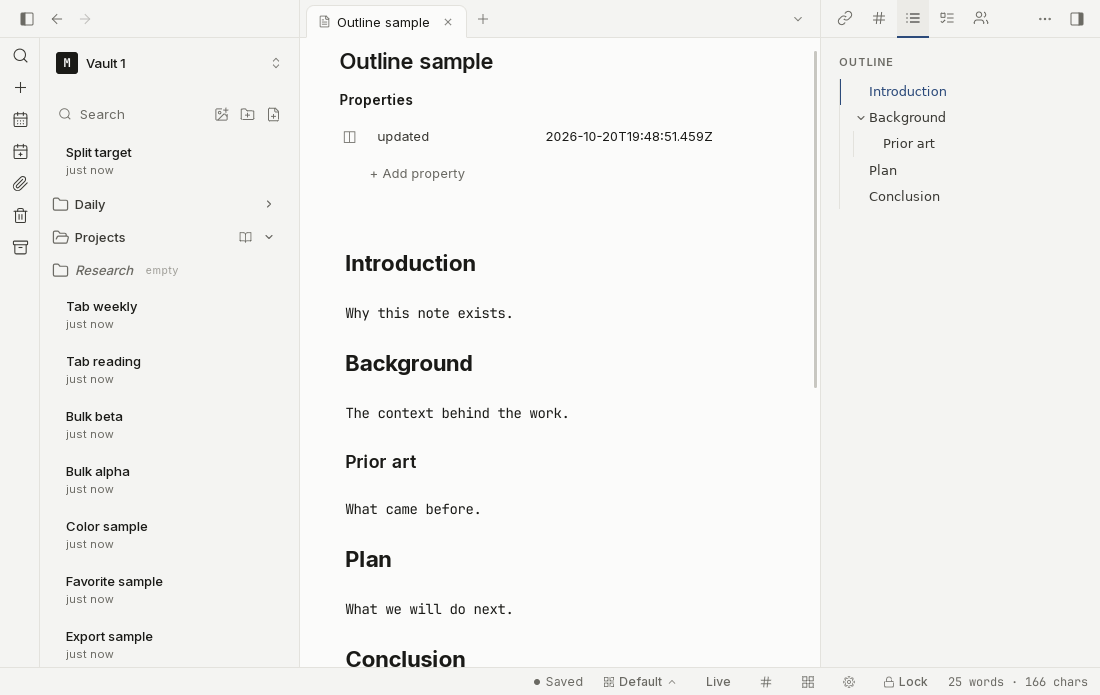 Outline sample
M Vault 1
Search
Split target
just now
Daily
Projects
Research empty
Tab weekly
just now
Tab reading
just now
Bulk beta
just now
Bulk alpha
just now
Color sample
just now
Favorite sample
just now
Export sample
just now
Outline sample
Properties
updated 2026-10-20T19:48:51.459Z
+ Add property
Introduction
Why this note exists.
Background
The context behind the work.
Prior art
What came before.
Plan
What we will do next.
Conclusion
OUTLINE
Introduction
Background
Prior art
Plan
Conclusion
Saved Default Live Lock 25 words · 166 chars